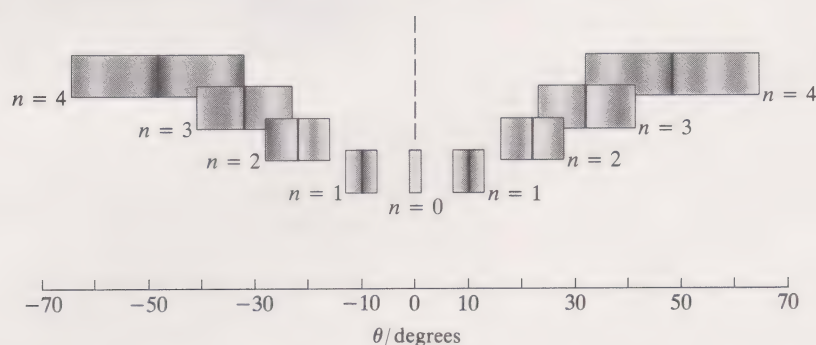 n = 4
n = 4
n = 3
n = 3
n = 2
n = 2
n = 1
n = 0
n = 1
−70
−50
−30
−10
0
10
30
50
70
θ/degrees